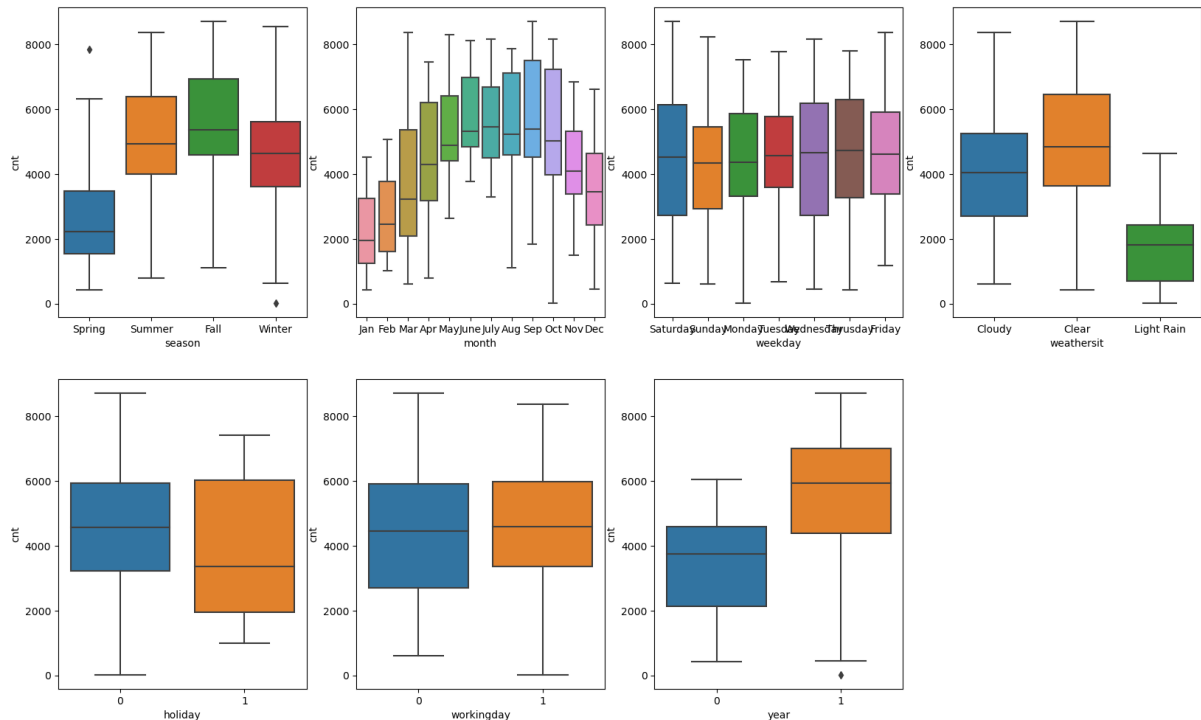 8000
6000
4000
2000
0
cnt
Spring Summer Fall Winter
season
8000
6000
4000
2000
0
cnt
Jan Feb Mar Apr May June July Aug Sep Oct Nov Dec
month
8000
6000
4000
2000
0
cnt
Saturday Sunday Monday Tuesday Wednesday Thrusday Friday
weekday
8000
6000
4000
2000
0
cnt
Cloudy Clear Light Rain
weathersit
8000
6000
4000
2000
0
cnt
0 1
holiday
8000
6000
4000
2000
0
cnt
0 1
workingday
8000
6000
4000
2000
0
cnt
0 1
year